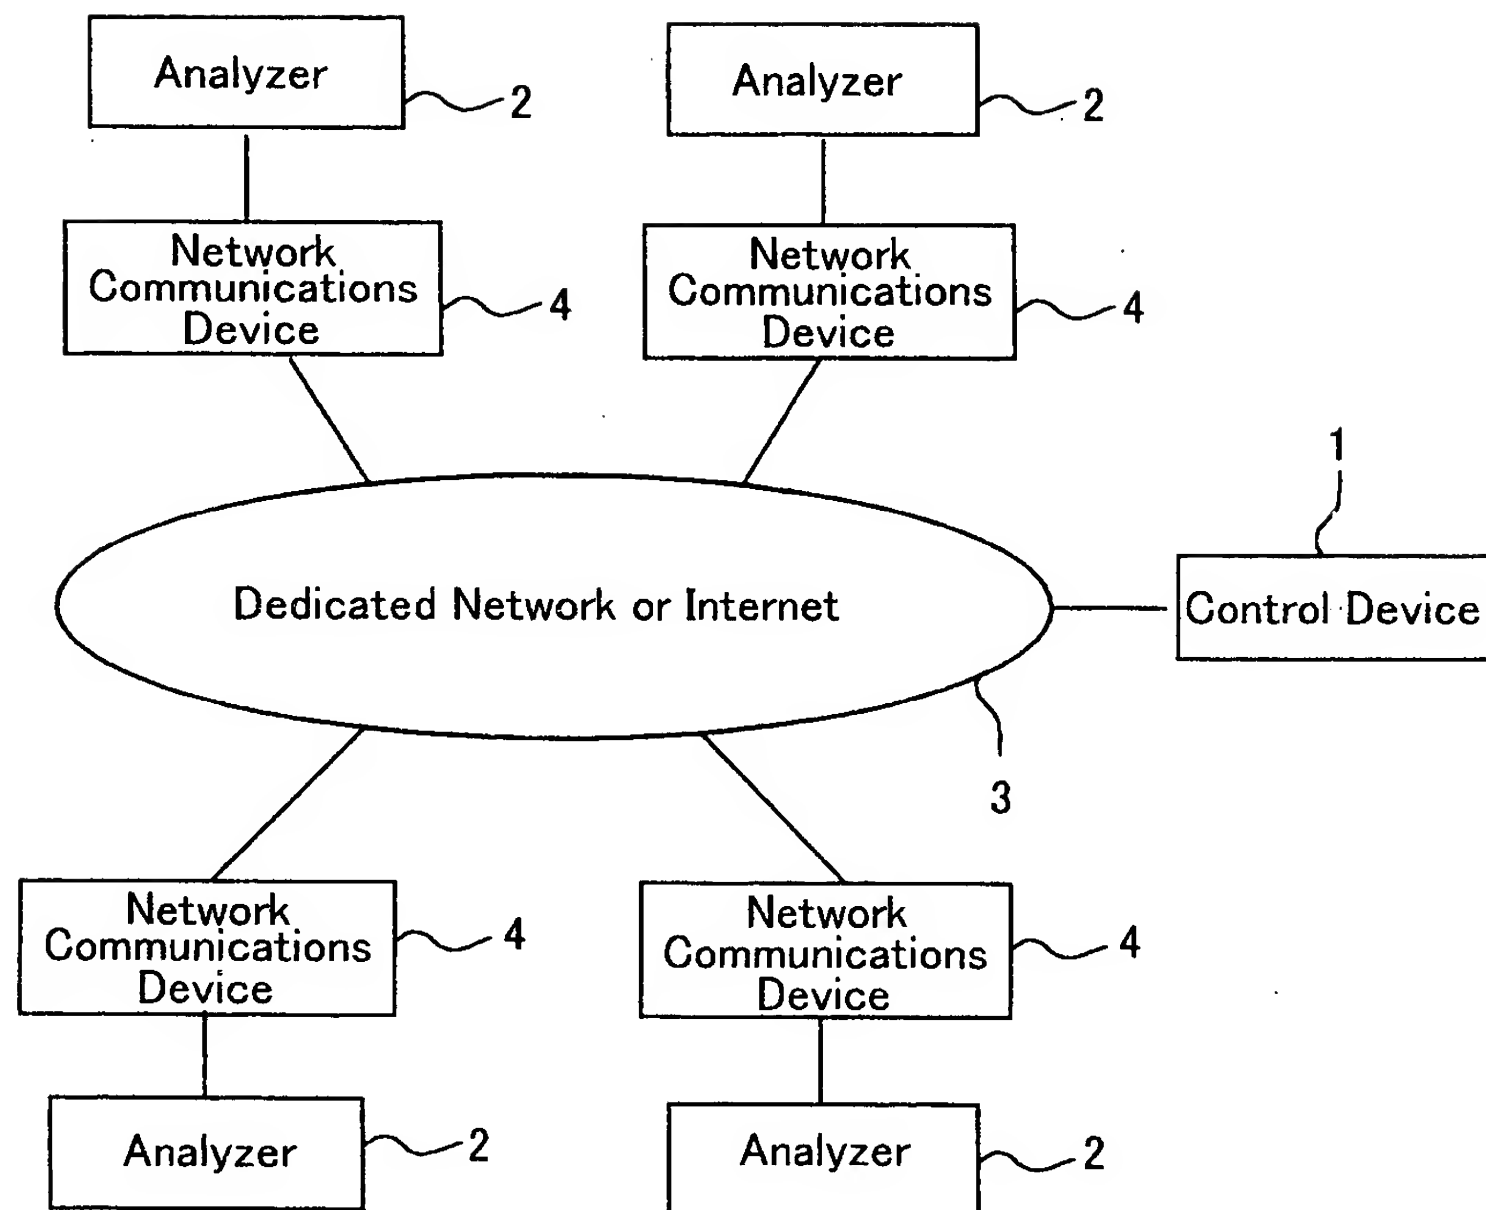 Analyzer
2
Analyzer
2
Network
Communications
Device
4
Network
Communications
Device
4
1
Dedicated Network or Internet
Control Device
3
Network
Communications
Device
4
Network
Communications
Device
4
Analyzer
2
Analyzer
2